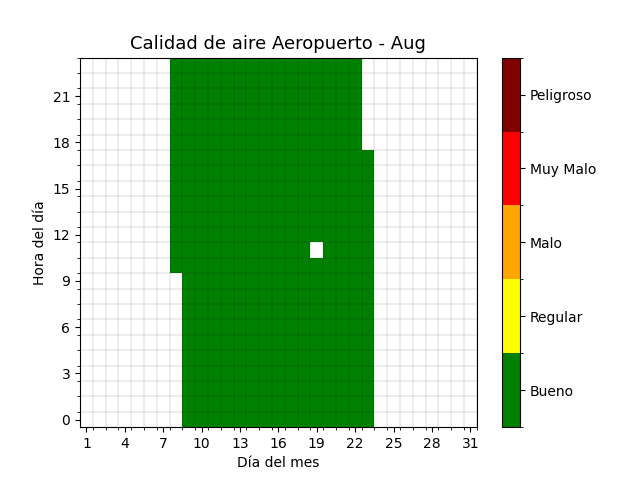 Calidad de aire Aeropuerto - Aug
Hora del día
21
18
15
12
9
6
3
0
1 4 7 10 13 16 19 22 25 28 31
Día del mes
Peligroso
Muy Malo
Malo
Regular
Bueno